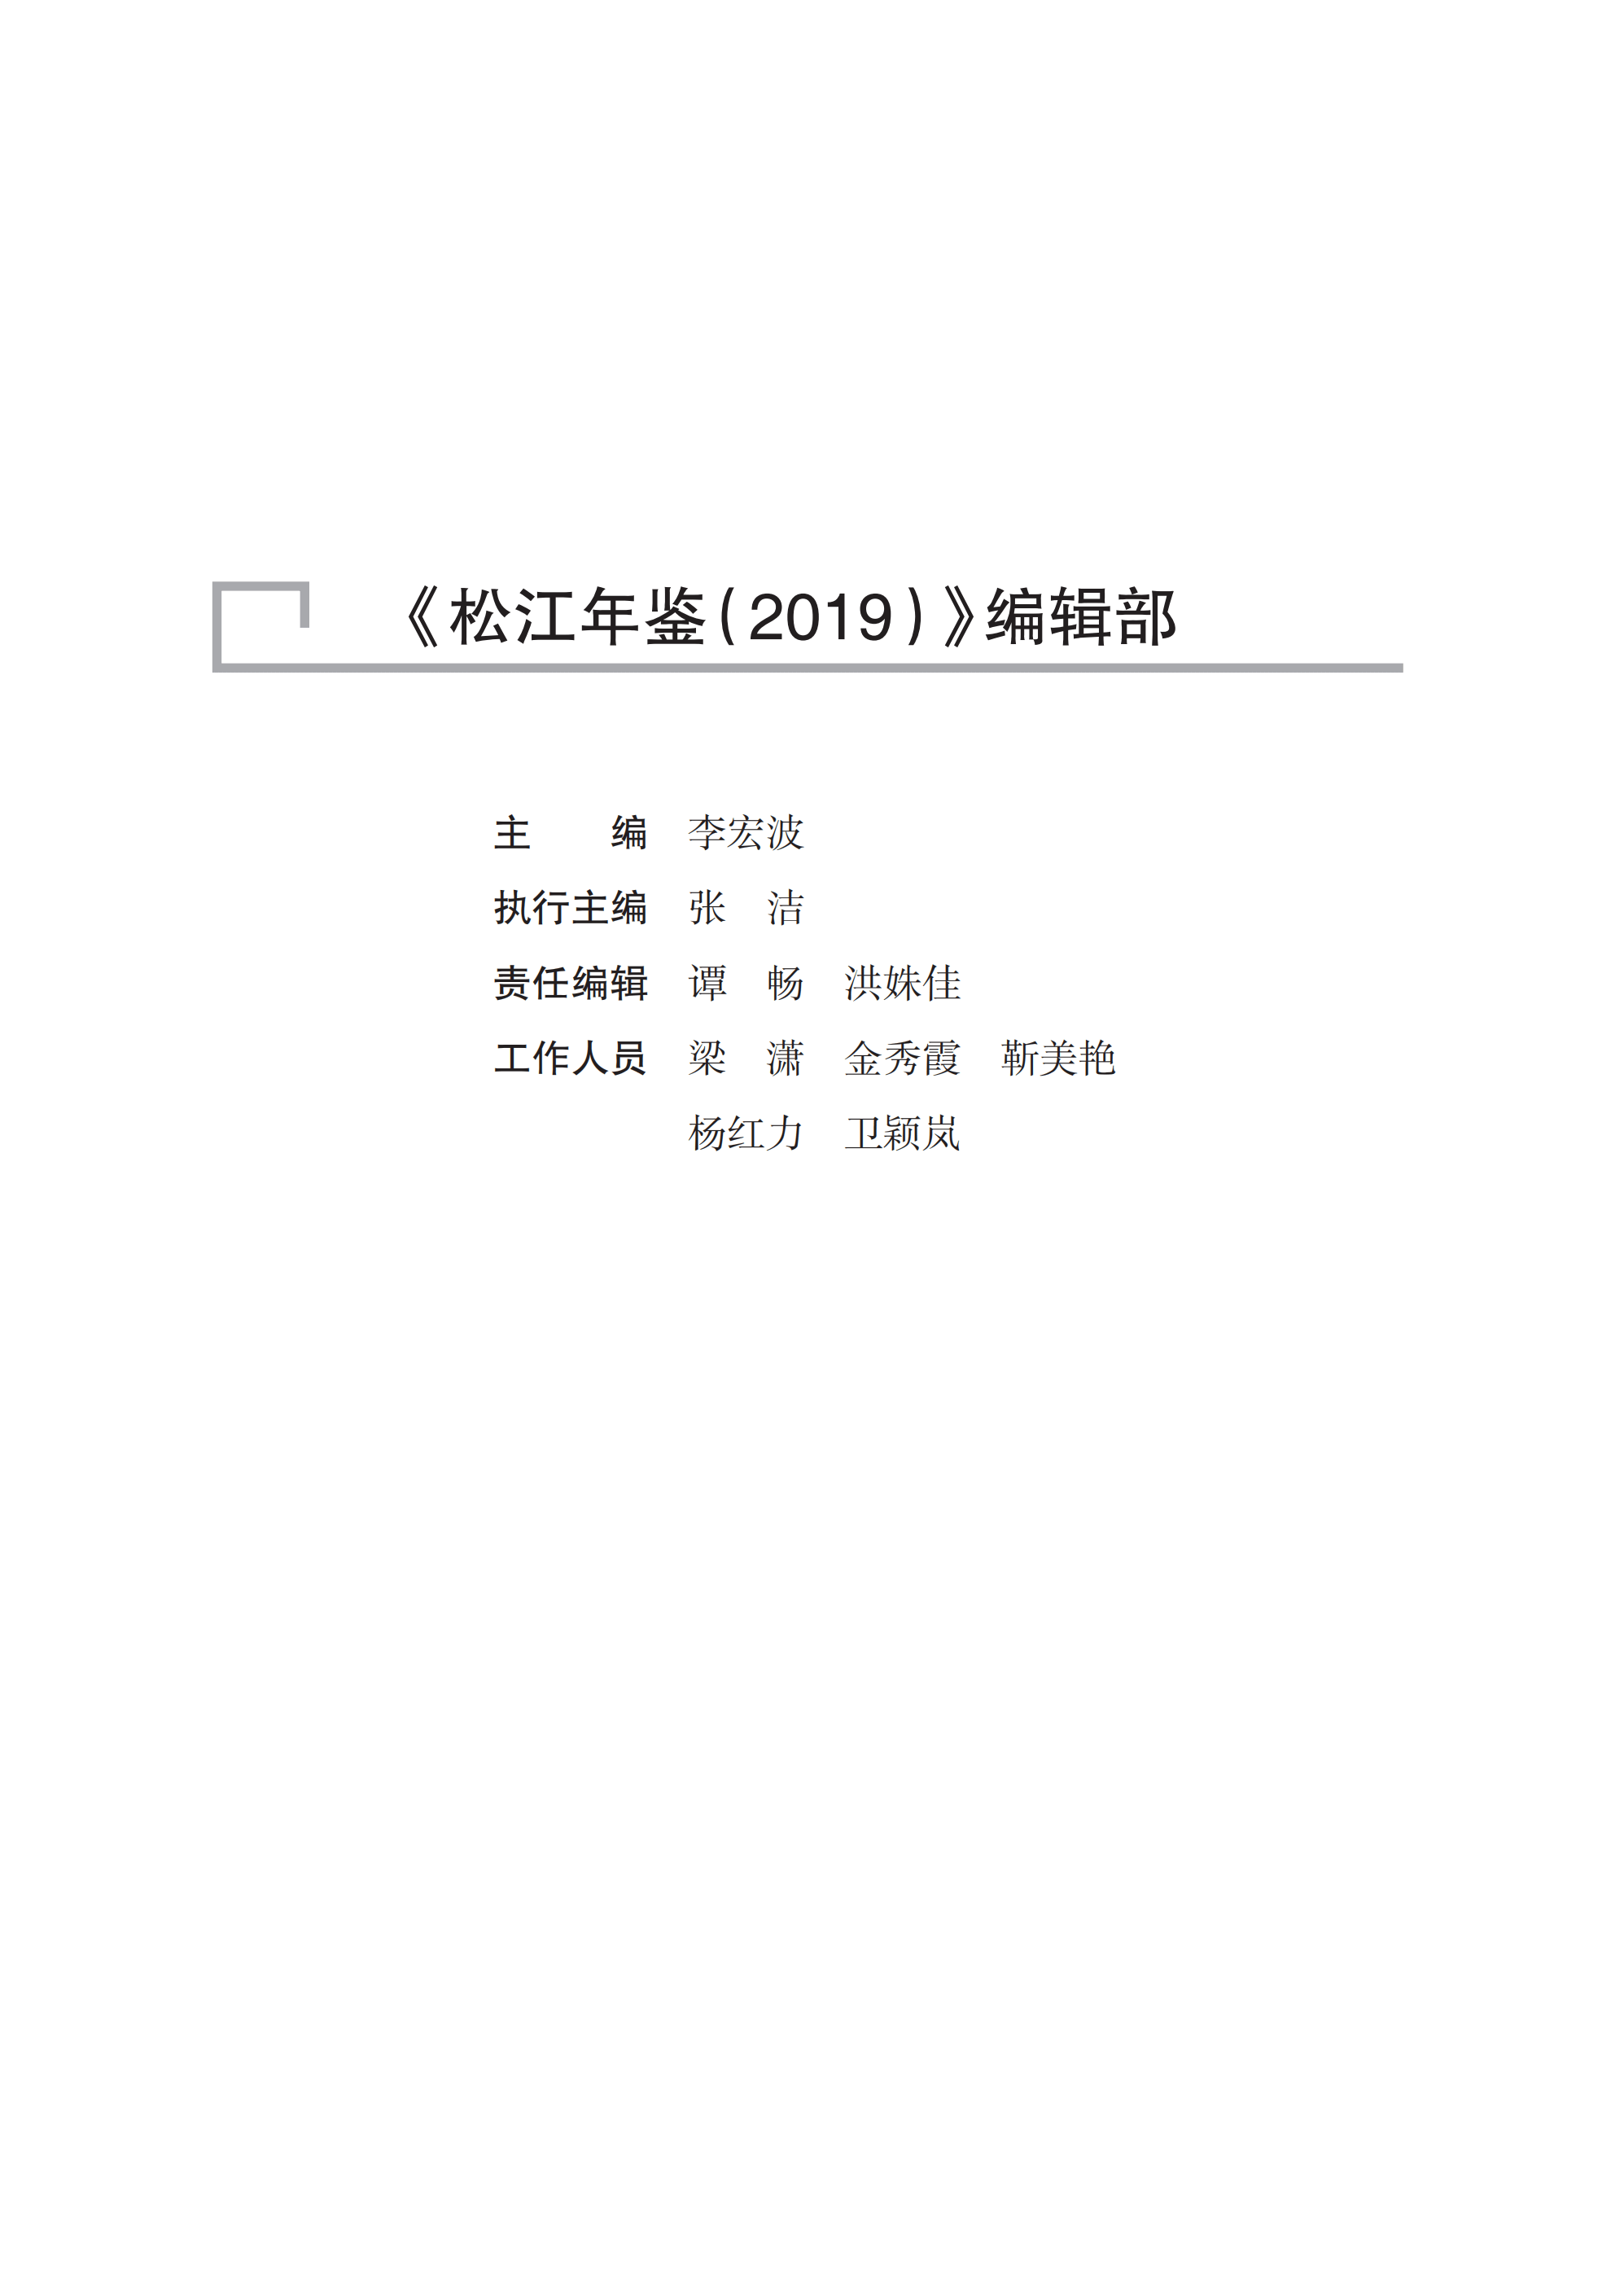 《松江年鉴(2019)》编辑部
主　　编　李宏波
执行主编　张　洁
责任编辑　谭　畅　洪姝佳
工作人员　梁　潇　金秀霞　靳美艳
杨红力　卫颖岚